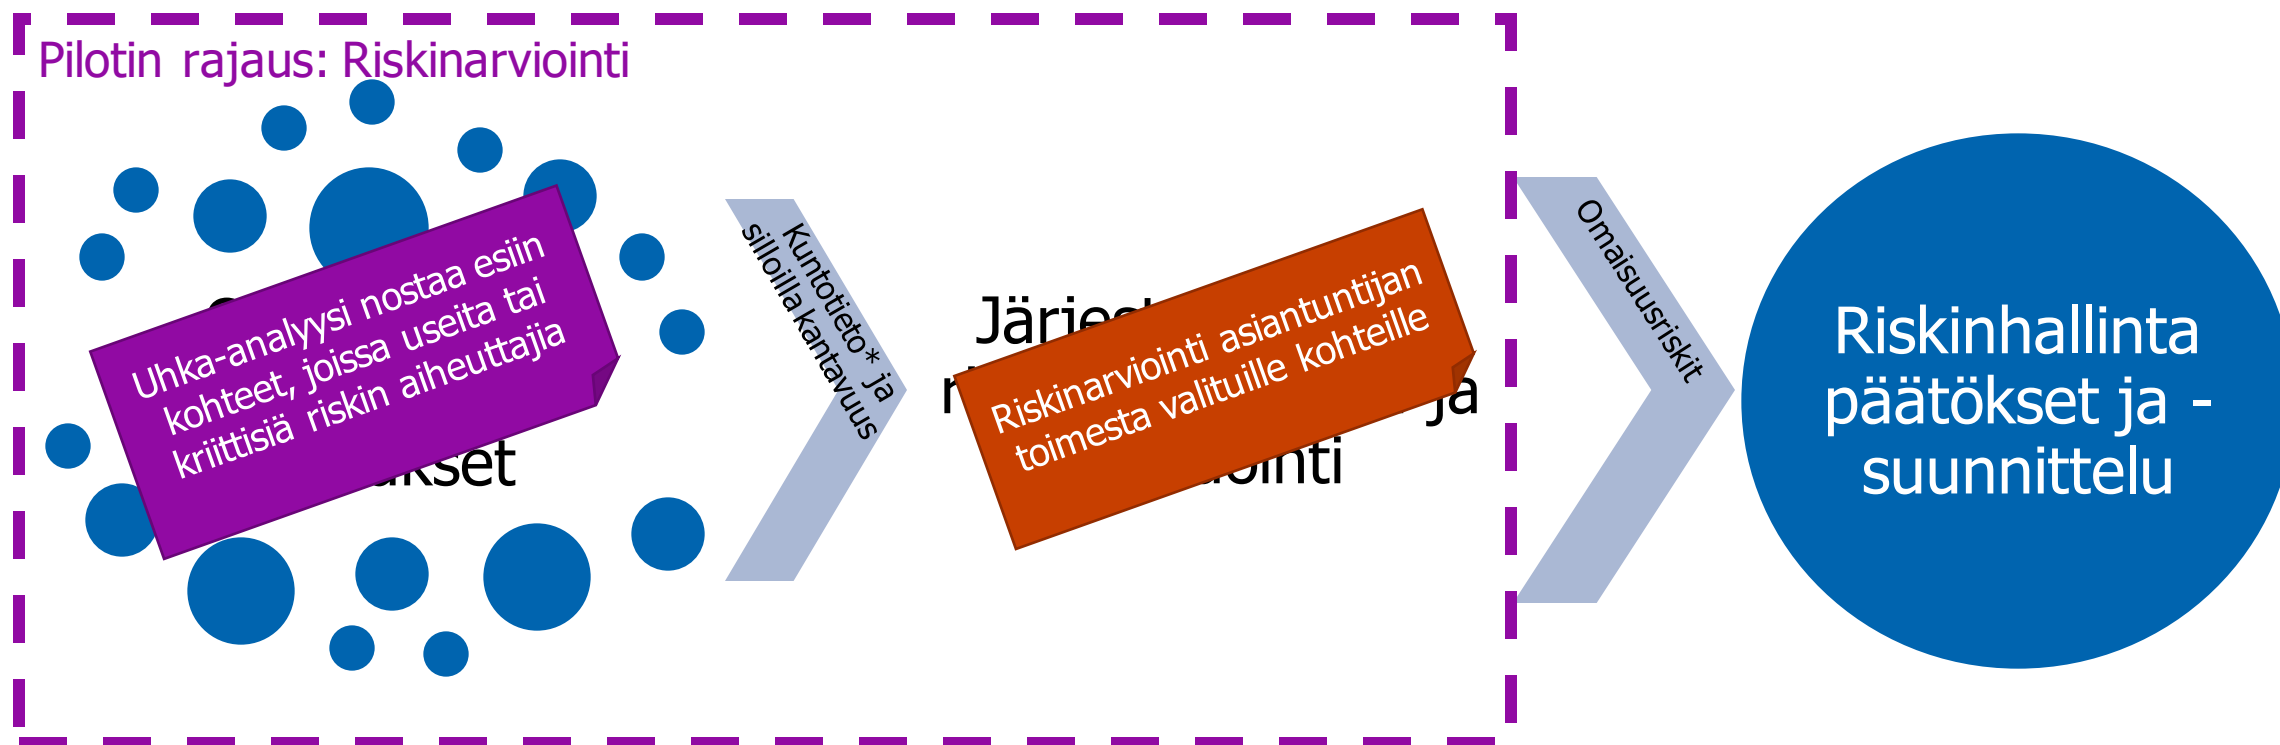 Pilotin rajaus: Riskinarviointi
Uhka-analyysi nostaa esiin
kohteet, joissa useita tai
kriittisiä riskin aiheuttajia
Kuntotieto* ja
silloilla kantavuus
Riskinarviointi asiantuntijan
toimesta valituille kohteille
ja
Omaisuusriskit
Riskinhallinta
päätökset ja -
suunnittelu